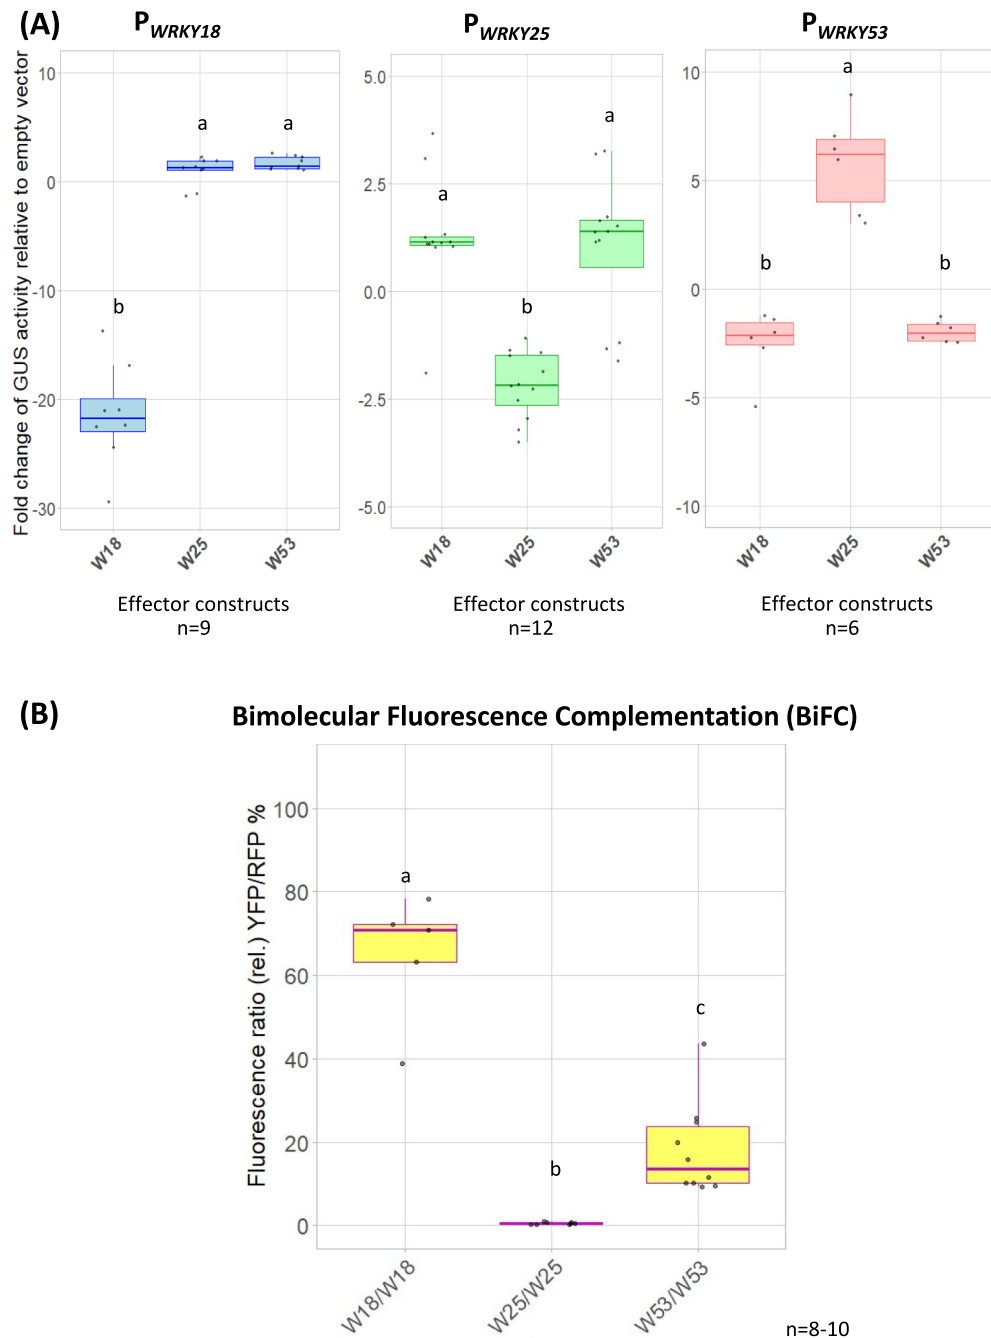 (A)
P WRKY18
P WRKY25
P WRKY53
Fold change of GUS activity relative to empty vector
10
0
-10
-20
-30
a
a
b
W18
W25
W53
Effector constructs
n=9
5.0
2.5
0.0
-2.5
-5.0
a
b
a
W18
W25
W53
Effector constructs
n=12
10
5
0
-5
-10
b
a
b
W18
W25
W53
Effector constructs
n=6
(B)
Bimolecular Fluorescence Complementation (BiFC)
Fluorescence ratio (rel.) YFP/RFP %
100
80
60
40
20
0
a
b
c
W18/W18
W25/W25
W53/W53
n=8-10